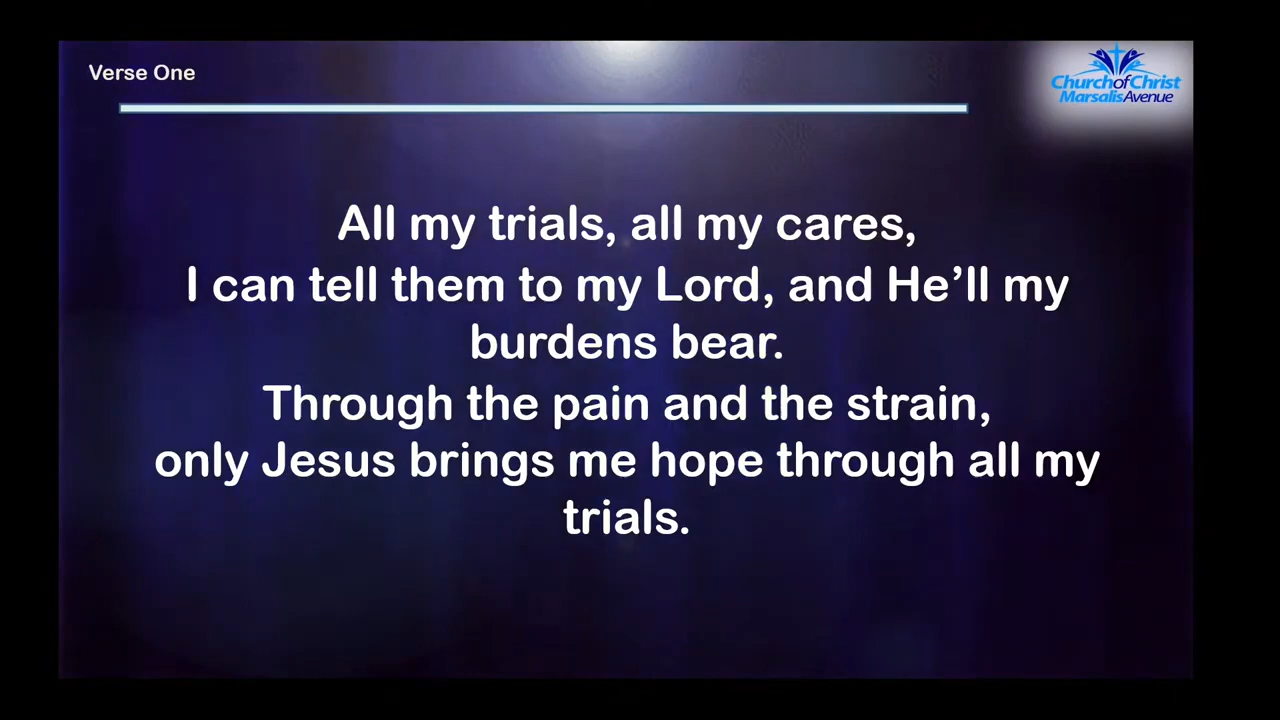 Verse One
Church of Christ
Marsalis Avenue
All my trials, all my cares,
I can tell them to my Lord, and He’ll my
burdens bear.
Through the pain and the strain,
only Jesus brings me hope through all my
trials.